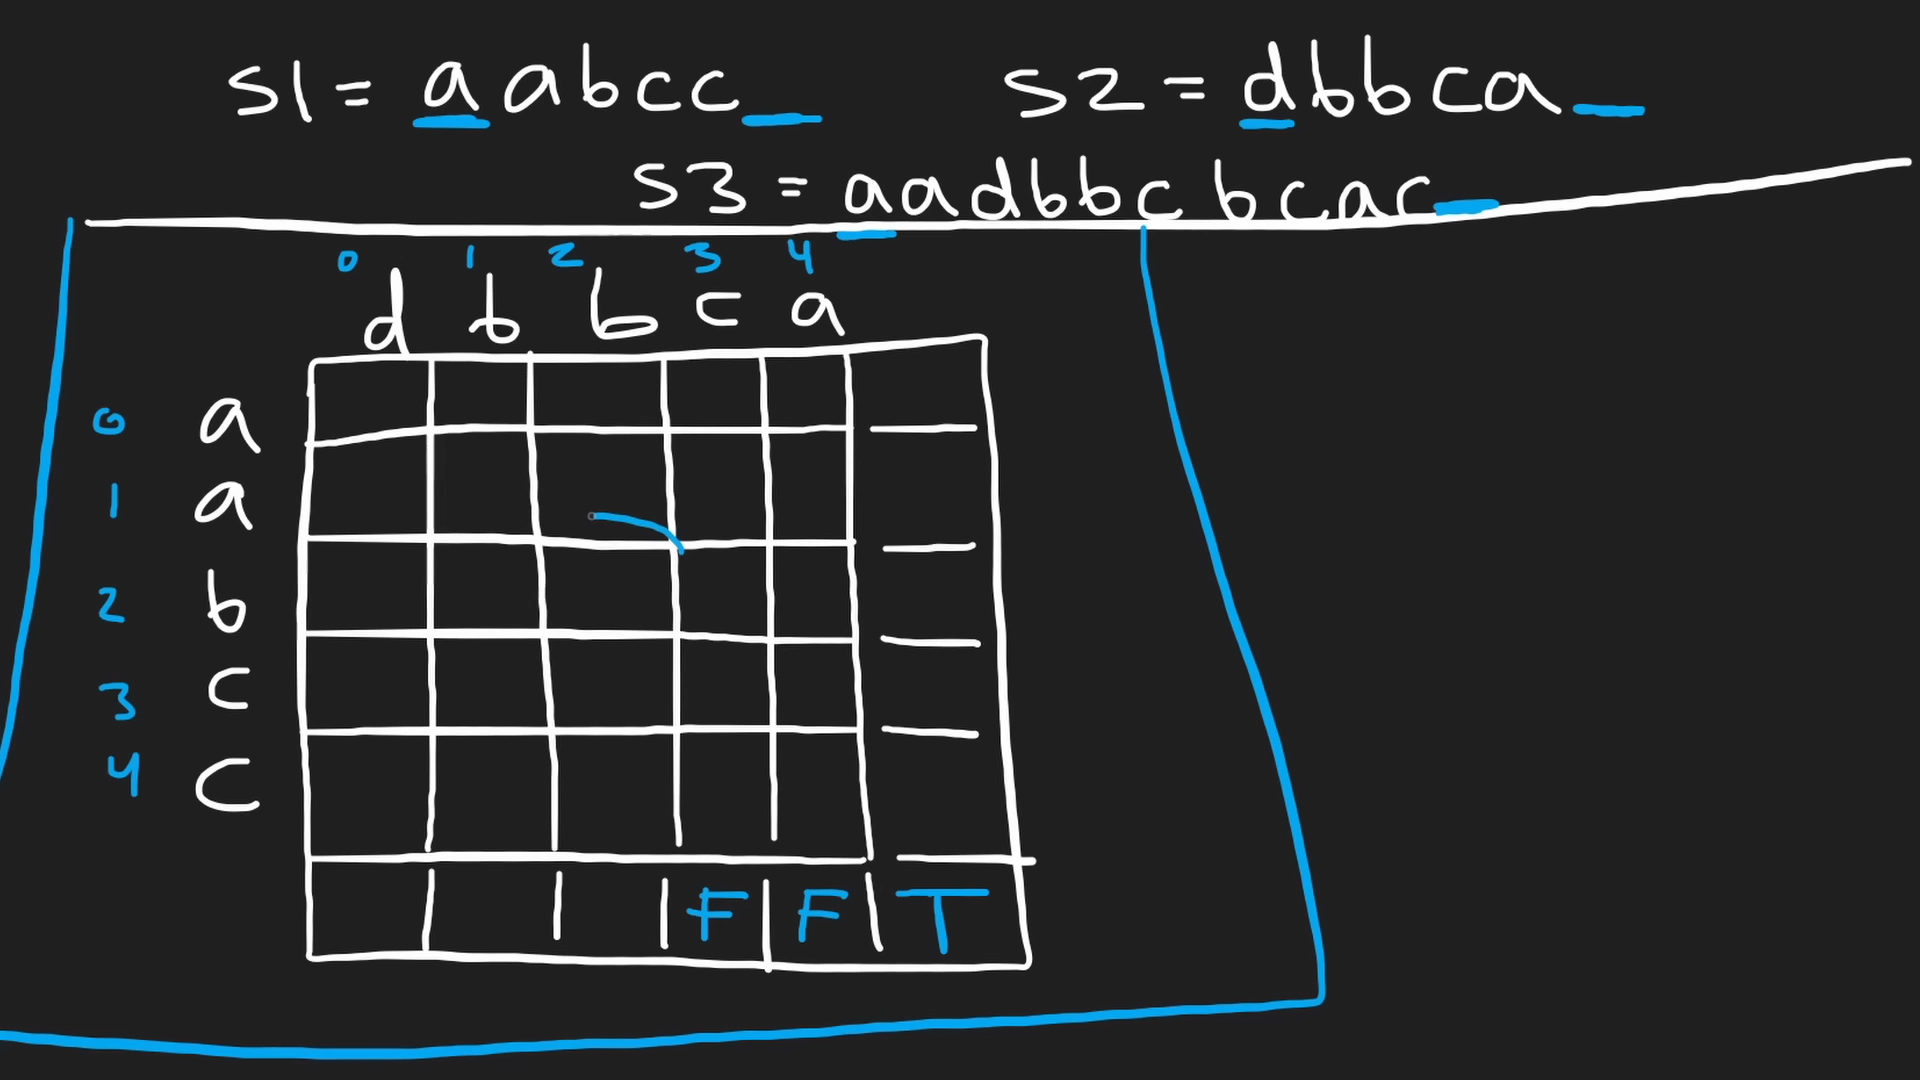 s1 = aabcc_ s2 = dbbca_
s3 = aadbbcbcac_
0 1 2 3 4
d b b c a
0 a
1 a
2 b
3 c
4 c
F F T